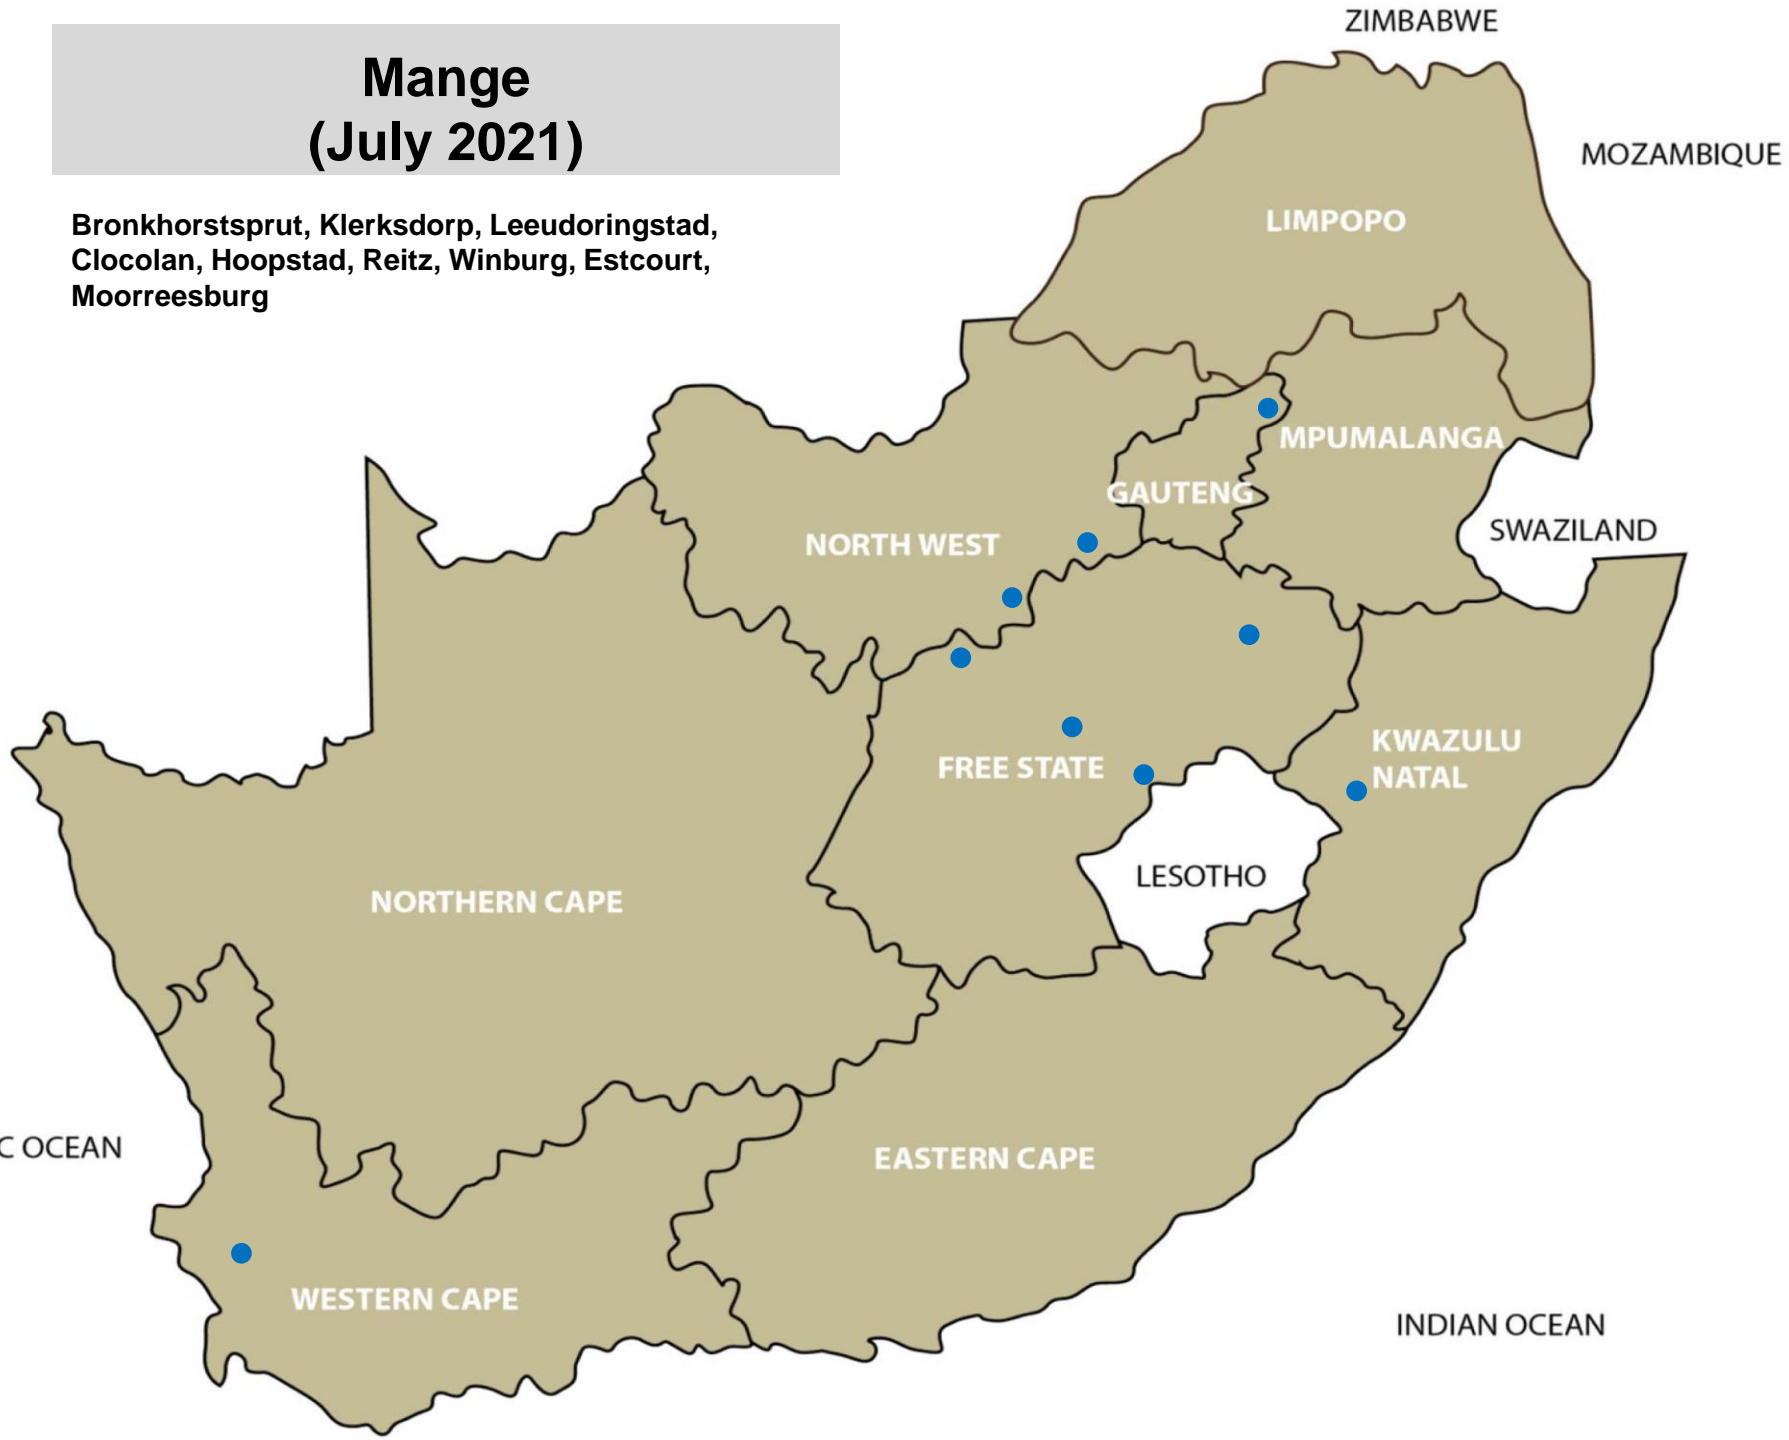 Mange
(July 2021)
Bronkhorstsprut, Klerksdorp, Leeudoringstad,
Clocolan, Hoopstad, Reitz, Winburg, Estcourt,
Moorreesburg
ZIMBABWE
MOZAMBIQUE
LIMPOPO
MPUMALANGA
GAUTENG
SWAZILAND
NORTH WEST
KWAZULU
NATAL
FREE STATE
LESOTHO
NORTHERN CAPE
C OCEAN
EASTERN CAPE
WESTERN CAPE
INDIAN OCEAN